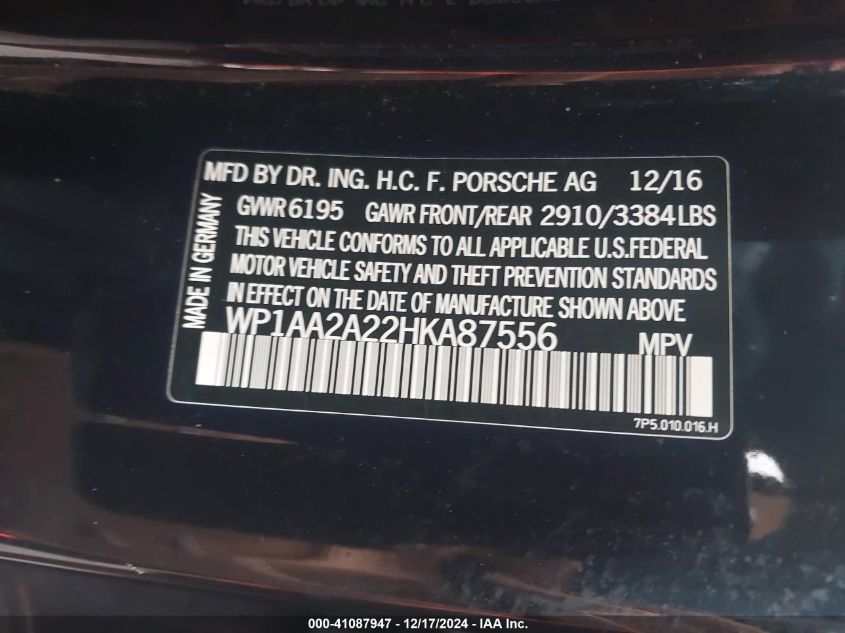 MFD BY DR. ING. H.C. F. PORSCHE AG 12/16
GVWR 6195 GAWR FRONT/REAR 2910/3384 LBS
THIS VEHICLE CONFORMS TO ALL APPLICABLE U.S.FEDERAL
MOTOR VEHICLE SAFETY AND THEFT PREVENTION STANDARDS
IN EFFECT ON THE DATE OF MANUFACTURE SHOWN ABOVE
WP1AA2A22HKA87556 MPV
7P5.010.016.H
MADE IN GERMANY
000-41087947 - 12/17/2024 - IAA Inc.